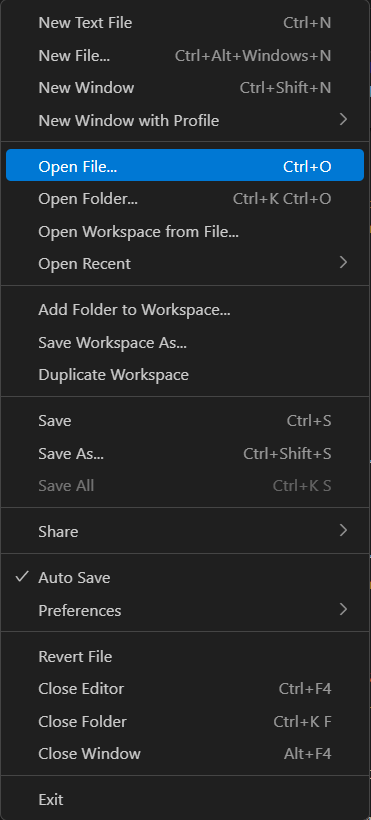 New Text File Ctrl+N
New File... Ctrl+Alt+Windows+N
New Window Ctrl+Shift+N
New Window with Profile
Open File... Ctrl+O
Open Folder... Ctrl+K Ctrl+O
Open Workspace from File...
Open Recent
Add Folder to Workspace...
Save Workspace As...
Duplicate Workspace
Save Ctrl+S
Save As... Ctrl+Shift+S
Save All Ctrl+K S
Share
Auto Save
Preferences
Revert File
Close Editor Ctrl+F4
Close Folder Ctrl+K F
Close Window Alt+F4
Exit